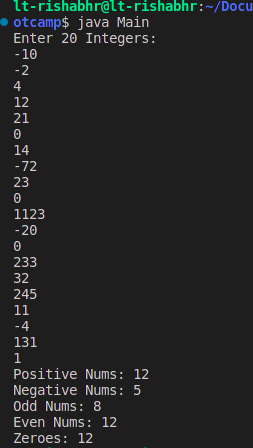 lt-rishabhr@lt-rishabhr:~/Docu
otcamp$ java Main
Enter 20 Integers:
-10
-2
4
12
21
0
14
-72
23
0
1123
-20
0
233
32
245
11
-4
131
1
Positive Nums: 12
Negative Nums: 5
Odd Nums: 8
Even Nums: 12
Zeroes: 12